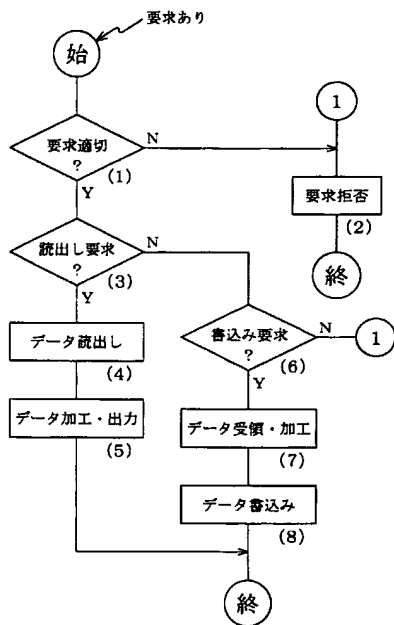 要求あり
始
1
要求適切
?
N
(1)
Y
要求拒否
(2)
終
読出し要求
?
N
(3)
Y
書込み要求
?
N
1
(6)
Y
データ読出し
(4)
データ加工・出力
(5)
データ受領・加工
(7)
データ書込み
(8)
終